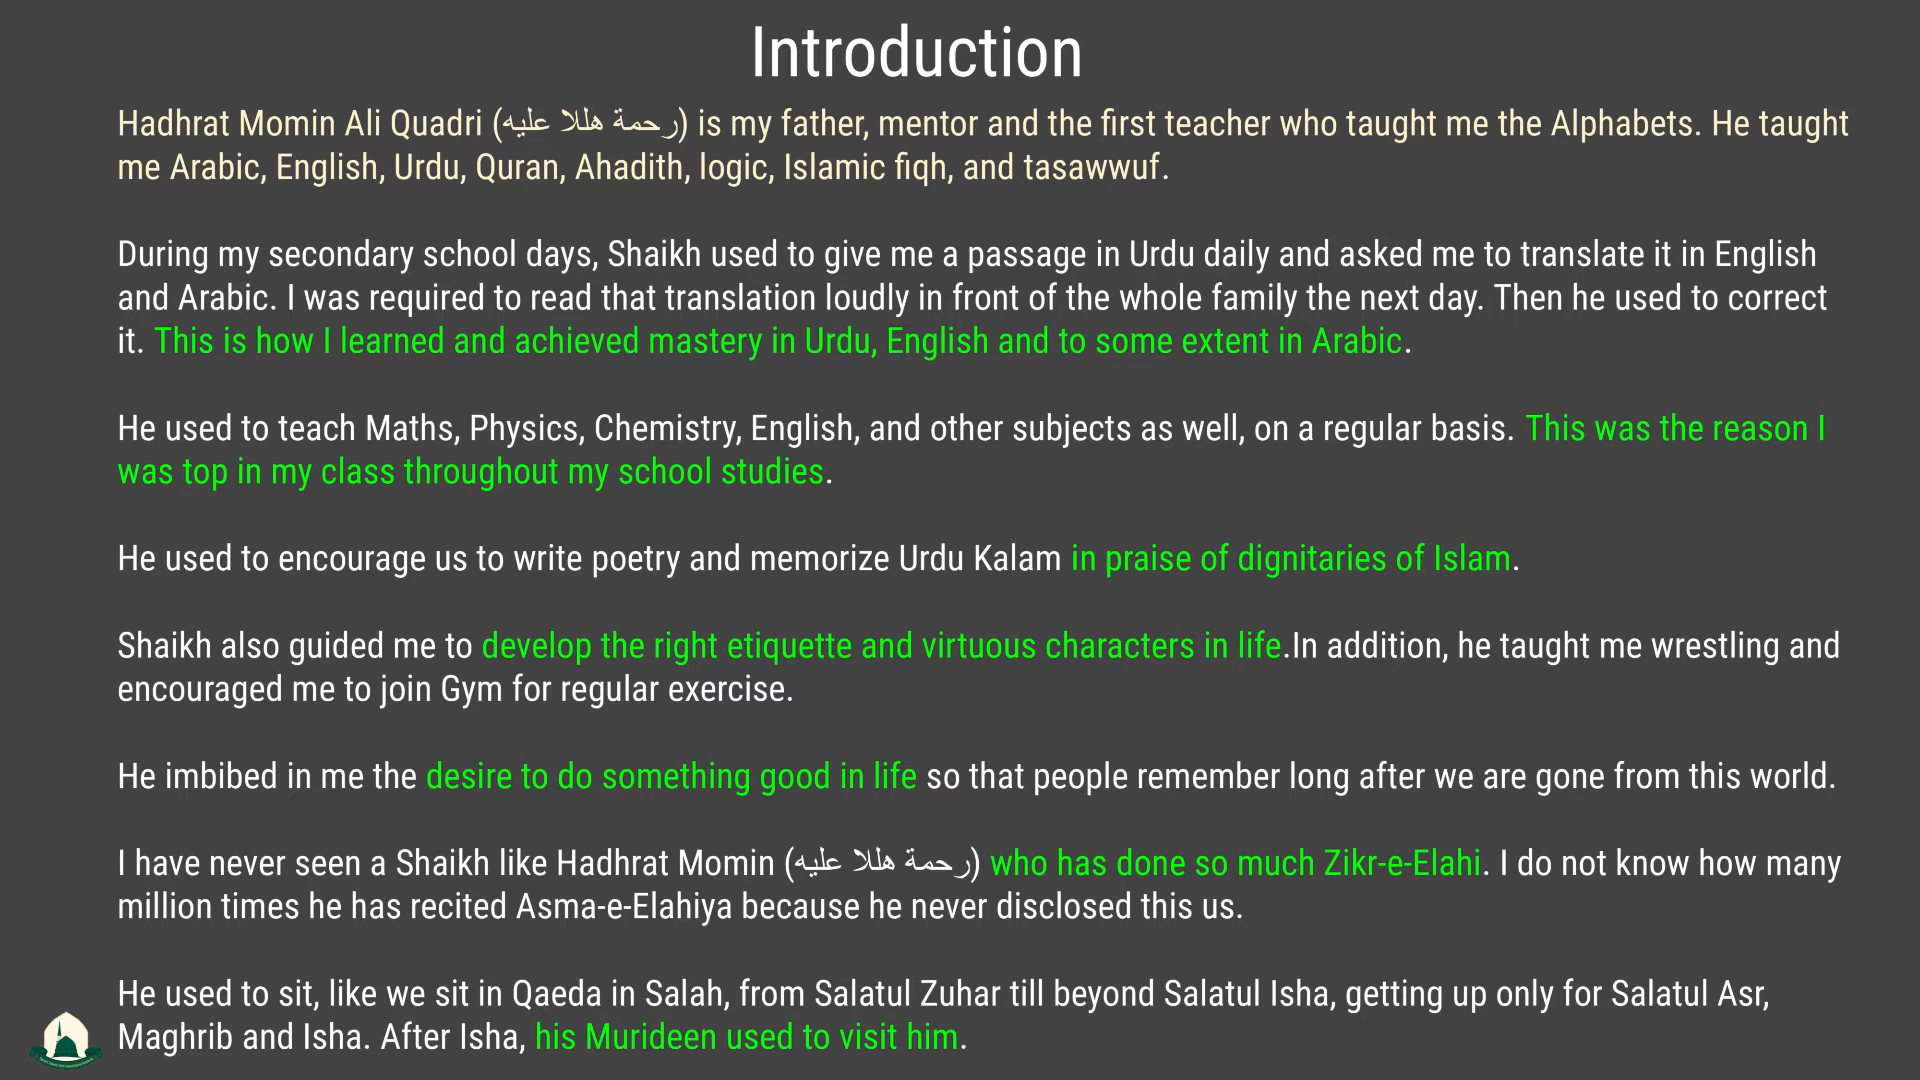 Introduction
Hadhrat Momin Ali Quadri (رحمة هللا عليه) is my father, mentor and the first teacher who taught me the Alphabets. He taught
me Arabic, English, Urdu, Quran, Ahadith, logic, Islamic fiqh, and tasawwuf.
During my secondary school days, Shaikh used to give me a passage in Urdu daily and asked me to translate it in English
and Arabic. I was required to read that translation loudly in front of the whole family the next day. Then he used to correct
it. This is how I learned and achieved mastery in Urdu, English and to some extent in Arabic.
He used to teach Maths, Physics, Chemistry, English, and other subjects as well, on a regular basis. This was the reason I
was top in my class throughout my school studies.
He used to encourage us to write poetry and memorize Urdu Kalam in praise of dignitaries of Islam.
Shaikh also guided me to develop the right etiquette and virtuous characters in life.In addition, he taught me wrestling and
encouraged me to join Gym for regular exercise.
He imbibed in me the desire to do something good in life so that people remember long after we are gone from this world.
I have never seen a Shaikh like Hadhrat Momin (رحمة هللا عليه) who has done so much Zikr-e-Elahi. I do not know how many
million times he has recited Asma-e-Elahiya because he never disclosed this us.
He used to sit, like we sit in Qaeda in Salah, from Salatul Zuhar till beyond Salatul Isha, getting up only for Salatul Asr,
Maghrib and Isha. After Isha, his Murideen used to visit him.